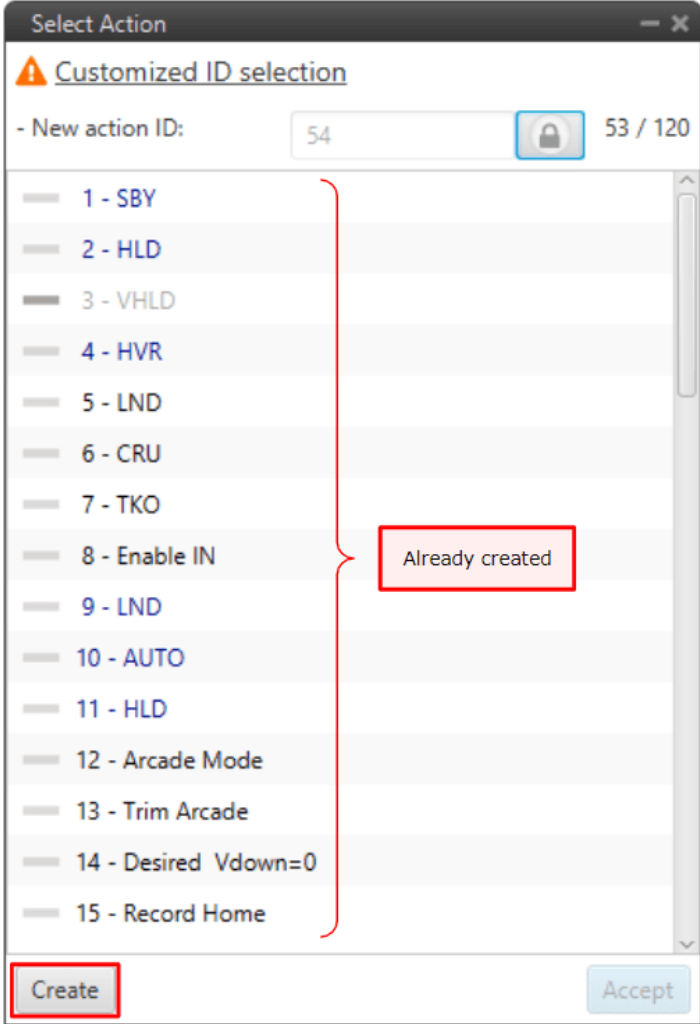 Select Action
Customized ID selection
- New action ID: 54 53 / 120
1 - SBY
2 - HLD
3 - VHLD
4 - HVR
5 - LND
6 - CRU
7 - TKO
8 - Enable IN
Already created
9 - LND
10 - AUTO
11 - HLD
12 - Arcade Mode
13 - Trim Arcade
14 - Desired  Vdown=0
15 - Record Home
Create Accept